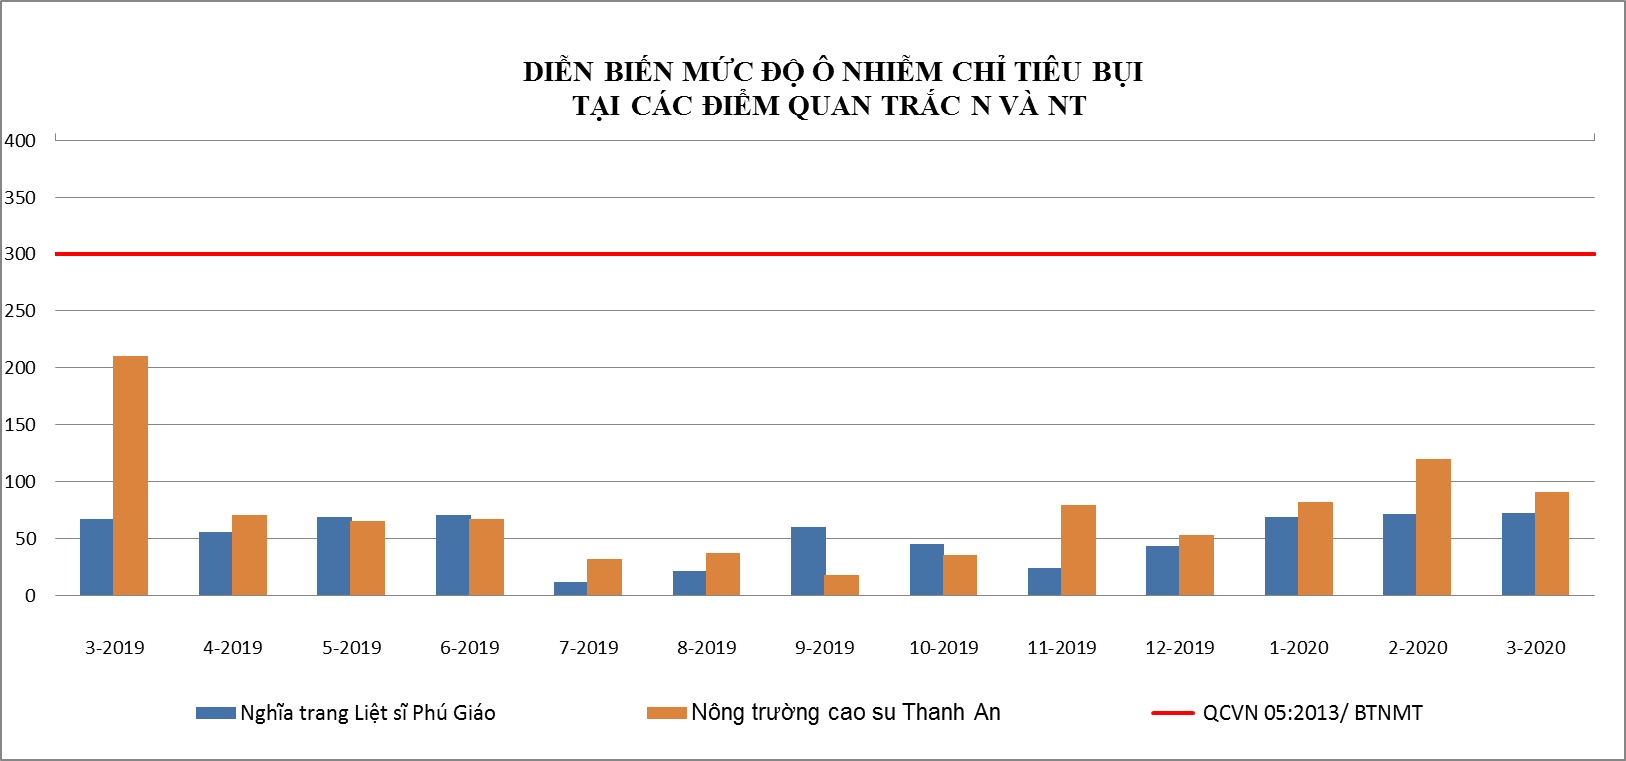 DIỄN BIẾN MỨC ĐỘ Ô NHIỄM CHỈ TIÊU BỤI
TẠI CÁC ĐIỂM QUAN TRẮC N VÀ NT
400
350
300
250
200
150
100
50
0
3-2019 4-2019 5-2019 6-2019 7-2019 8-2019 9-2019 10-2019 11-2019 12-2019 1-2020 2-2020 3-2020
Nghĩa trang Liệt sĩ Phú Giáo Nông trường cao su Thanh An QCVN 05:2013/ BTNMT